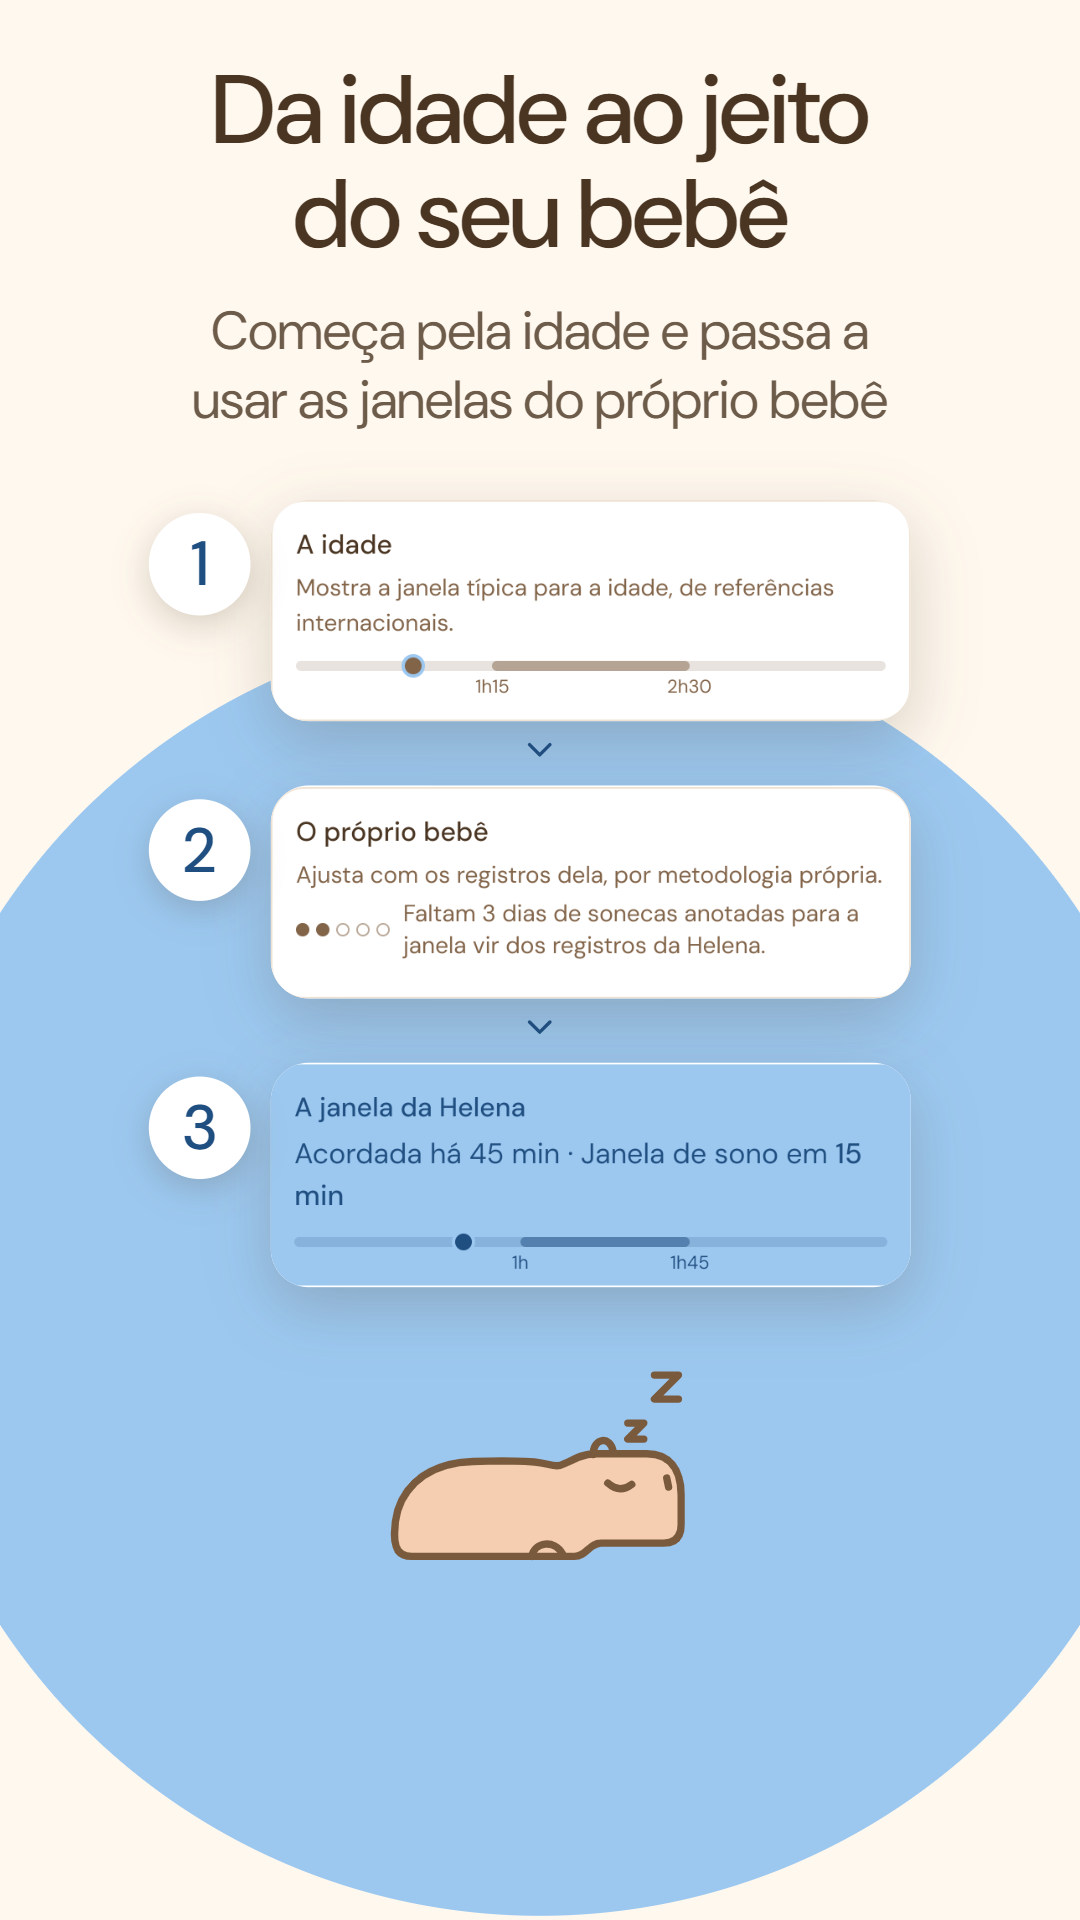 Da idade ao jeito
do seu bebê
Começa pela idade e passa a
usar as janelas do próprio bebê
1
A idade
Mostra a janela típica para a idade, de referências
internacionais.
1h15
2h30
2
O próprio bebê
Ajusta com os registros dela, por metodologia própria.
Faltam 3 dias de sonecas anotadas para a
janela vir dos registros da Helena.
3
A janela da Helena
Acordada há 45 min · Janela de sono em 15
min
1h
1h45
z
z